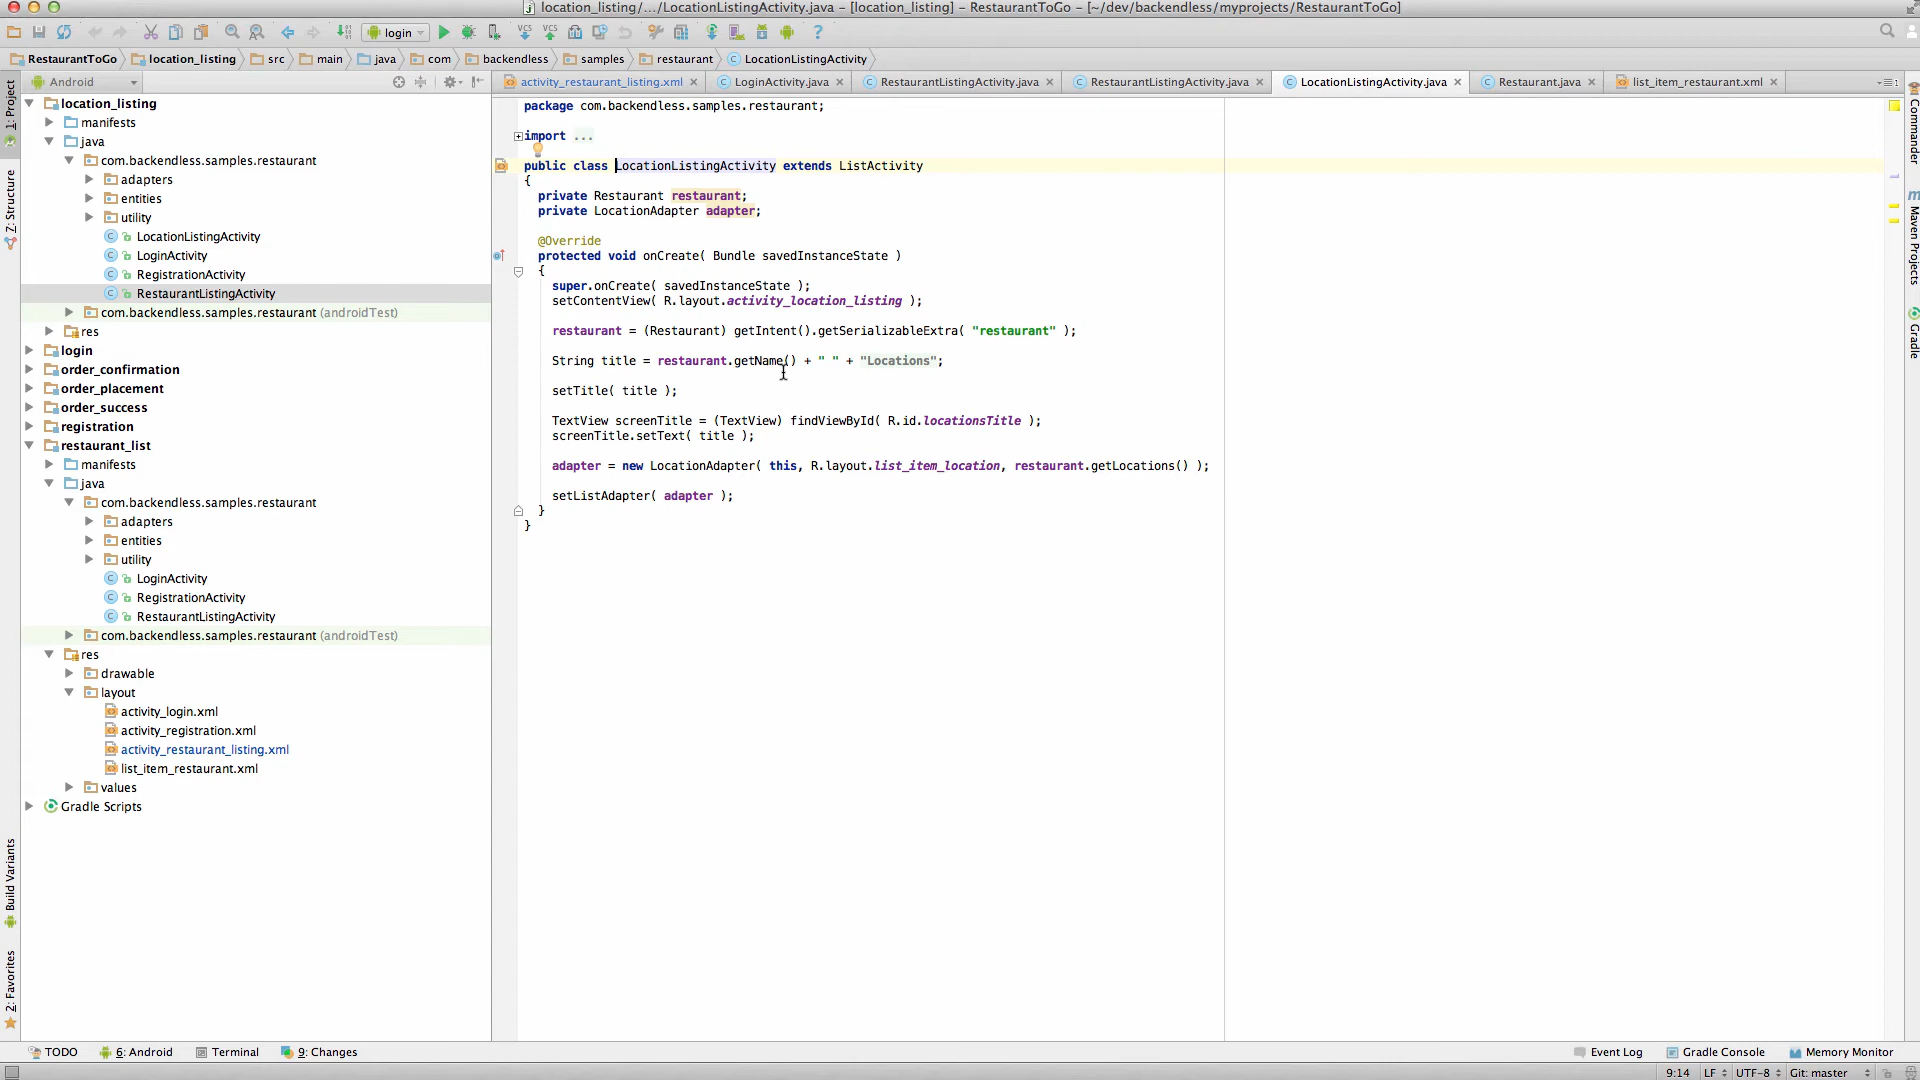 location_listing/.../LocationListingActivity.java – [location_listing] – RestaurantToGo – [~/dev/backendless/myprojects/RestaurantToGo]
login
RestaurantToGo location_listing src main java com backendless samples restaurant LocationListingActivity
Android
activity_restaurant_listing.xml LoginActivity.java RestaurantListingActivity.java RestaurantListingActivity.java LocationListingActivity.java Restaurant.java list_item_restaurant.xml
1: Project
Z: Structure
Build Variants
2: Favorites
location_listing
manifests
java
com.backendless.samples.restaurant
adapters
entities
utility
LocationListingActivity
LoginActivity
RegistrationActivity
RestaurantListingActivity
com.backendless.samples.restaurant (androidTest)
res
login
order_confirmation
order_placement
order_success
registration
restaurant_list
manifests
java
com.backendless.samples.restaurant
adapters
entities
utility
LoginActivity
RegistrationActivity
RestaurantListingActivity
com.backendless.samples.restaurant (androidTest)
res
drawable
layout
activity_login.xml
activity_registration.xml
activity_restaurant_listing.xml
list_item_restaurant.xml
values
Gradle Scripts
package com.backendless.samples.restaurant;
import ...
public class LocationListingActivity extends ListActivity
{
private Restaurant restaurant;
private LocationAdapter adapter;
@Override
protected void onCreate( Bundle savedInstanceState )
{
super.onCreate( savedInstanceState );
setContentView( R.layout.activity_location_listing );
restaurant = (Restaurant) getIntent().getSerializableExtra( "restaurant" );
String title = restaurant.getName() + " " + "Locations";
setTitle( title );
TextView screenTitle = (TextView) findViewById( R.id.locationsTitle );
screenTitle.setText( title );
adapter = new LocationAdapter( this, R.layout.list_item_location, restaurant.getLocations() );
setListAdapter( adapter );
}
}
Commander
Maven Projects
Gradle
TODO 6: Android Terminal 9: Changes Event Log Gradle Console Memory Monitor
9:14 LF UTF-8 Git: master